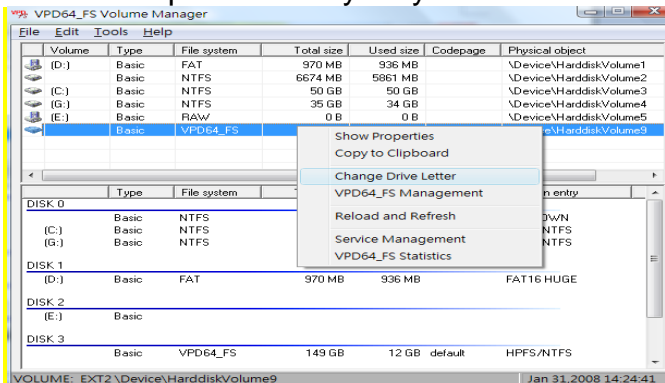 VPD64_FS Volume Manager
File Edit Tools Help
Volume Type File system Total size Used size Codepage Physical object
(D:) Basic FAT 970 MB 936 MB \Device\HarddiskVolume1
Basic NTFS 6674 MB 5861 MB \Device\HarddiskVolume2
(C:) Basic NTFS 50 GB 50 GB \Device\HarddiskVolume3
(G:) Basic NTFS 35 GB 34 GB \Device\HarddiskVolume4
(E:) Basic RAW 0 B 0 B \Device\HarddiskVolume5
Basic VPD64_FS HarddiskVolume9
Show Properties
Copy to Clipboard
Change Drive Letter
VPD64_FS Management
Reload and Refresh
Service Management
VPD64_FS Statistics
Type File system entry
DISK 0
Basic NTFS
(C:) Basic NTFS NTFS
(G:) Basic NTFS NTFS
DISK 1
(D:) Basic FAT 970 MB 936 MB FAT16 HUGE
DISK 2
(E:) Basic
DISK 3
Basic VPD64_FS 149 GB 12 GB default HPFS/NTFS
VOLUME: EXT2 \Device\HarddiskVolume9 Jan 31,2008 14:24:41